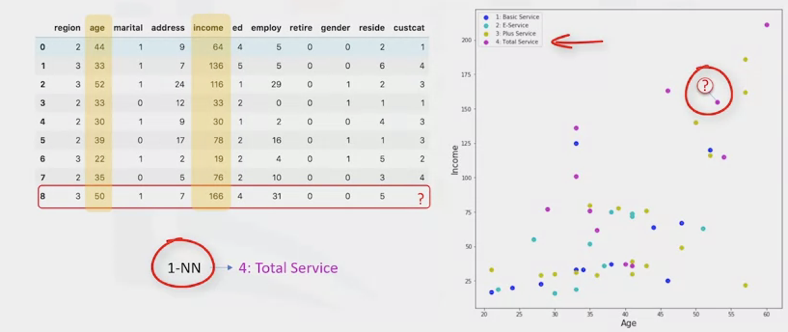 region age marital address income ed employ retire gender reside custcat
0 2 44 1 9 64 4 5 0 0 2 1
1 3 33 1 7 136 5 5 0 0 6 4
2 3 52 1 24 116 1 29 0 1 2 3
3 2 33 0 12 33 2 0 0 1 1 1
4 2 30 1 9 30 1 2 0 0 4 3
5 2 39 0 17 78 2 16 0 1 1 3
6 3 22 1 2 19 2 4 0 1 5 2
7 2 35 0 5 76 2 10 0 0 3 4
8 3 50 1 7 166 4 31 0 0 5 ?
1-NN 4: Total Service
1: Basic Service
2: E-Service
3: Plus Service
4: Total Service
?
Income
200
175
150
125
100
75
50
25
20 25 30 35 40 45 50 55 60
Age